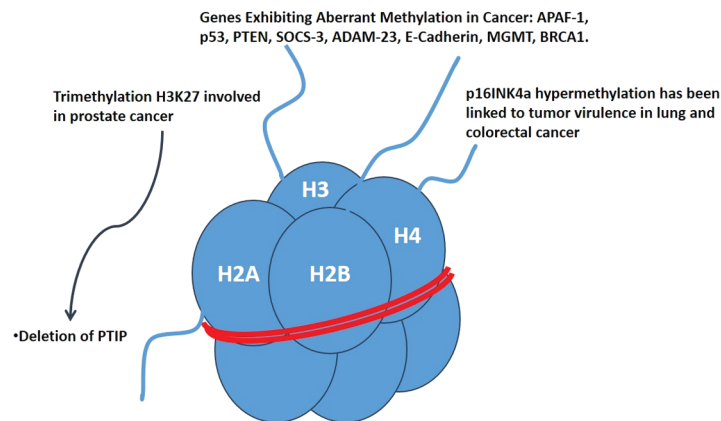 Genes Exhibiting Aberrant Methylation in Cancer: APAF-1,
p53, PTEN, SOCS-3, ADAM-23, E-Cadherin, MGMT, BRCA1.
Trimethylation H3K27 involved
in prostate cancer
p16INK4a hypermethylation has been
linked to tumor virulence in lung and
colorectal cancer
H3
H4
H2A
H2B
•Deletion of PTIP